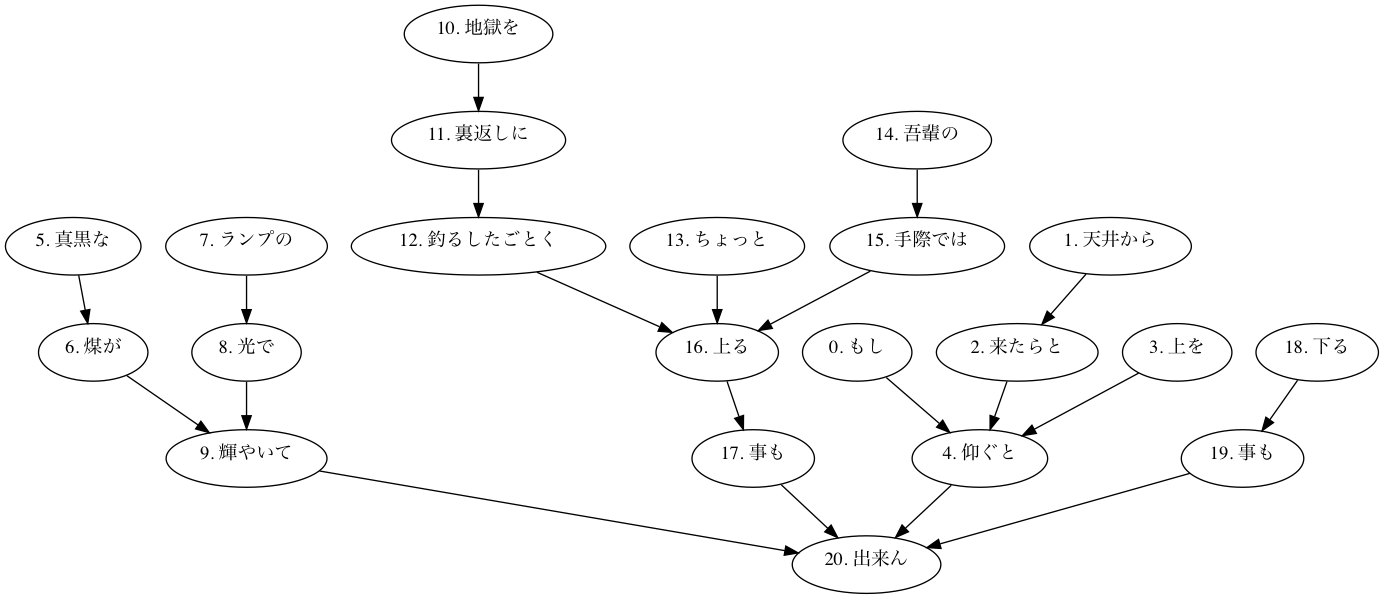 10. 地獄を
11. 裏返しに
14. 吾輩の
5. 真黒な
7. ランプの
12. 釣るしたごとく
13. ちょっと
15. 手際では
1. 天井から
6. 煤が
8. 光で
16. 上る
0. もし
2. 来たらと
3. 上を
18. 下る
9. 輝やいて
17. 事も
4. 仰ぐと
19. 事も
20. 出来ん